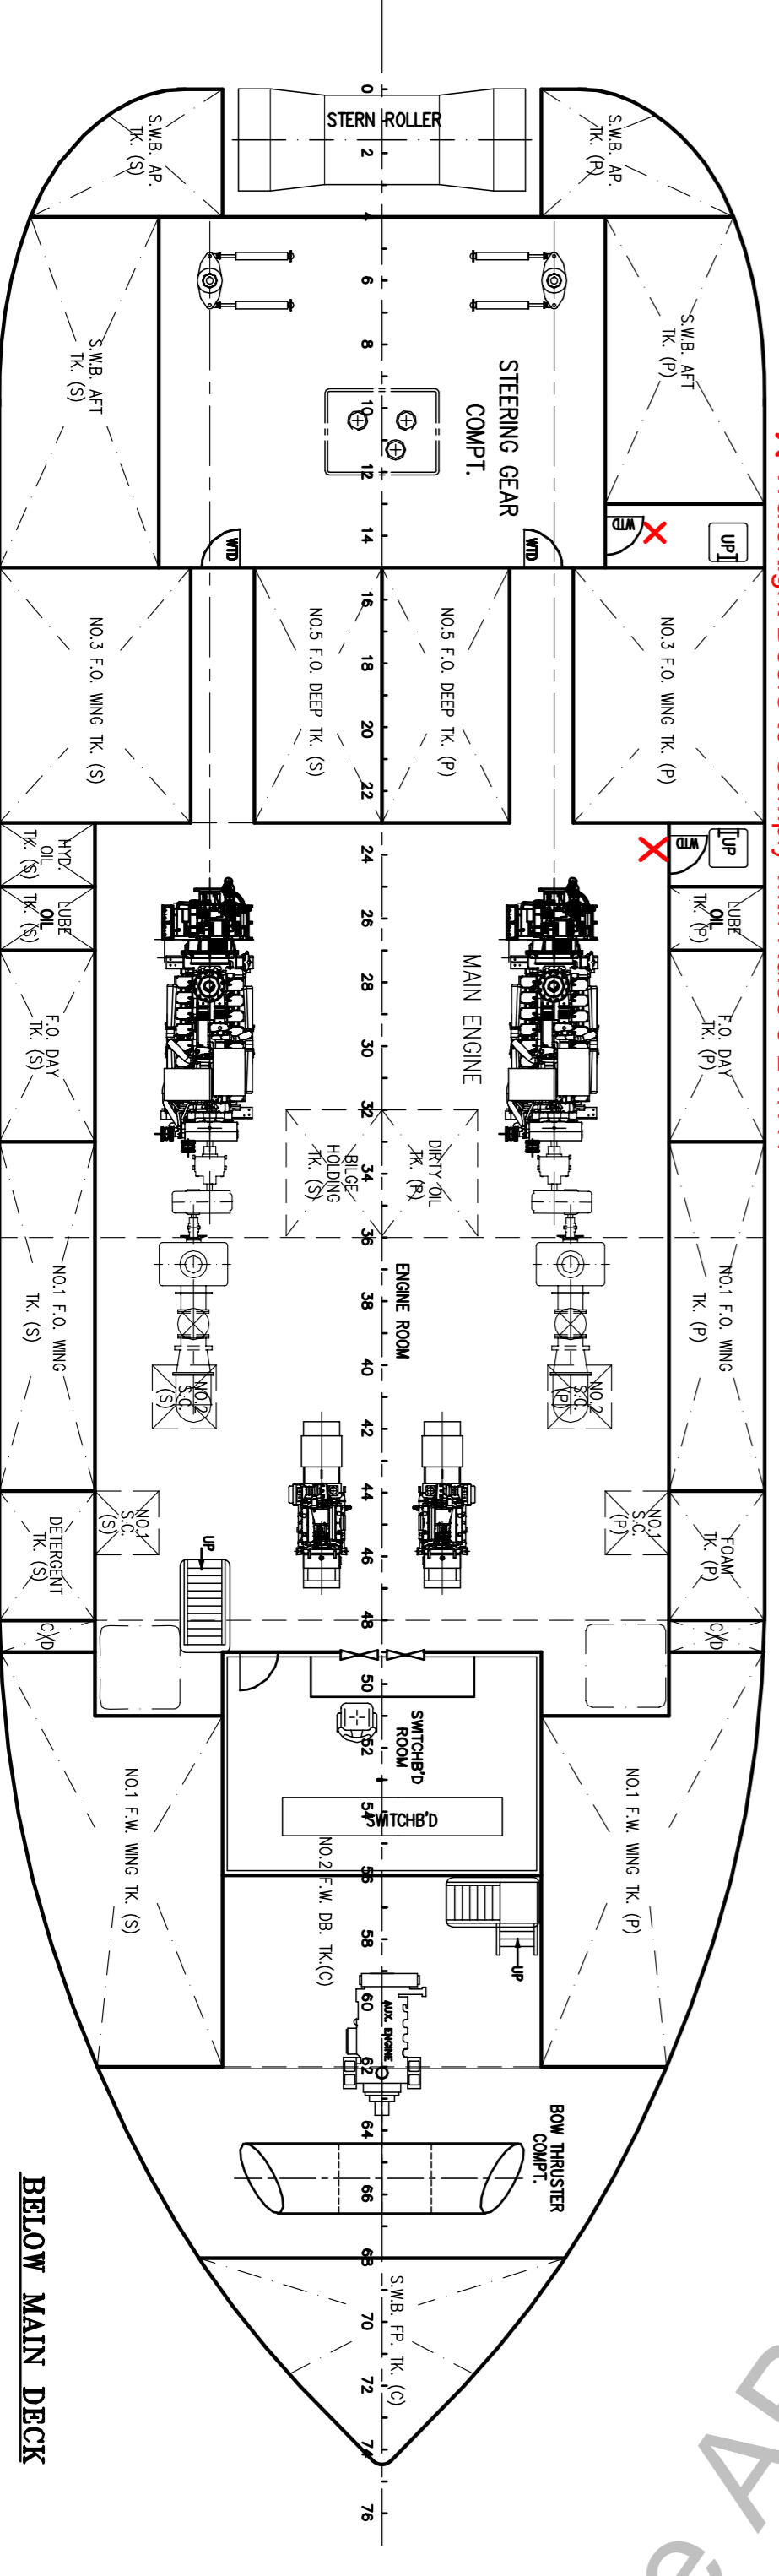 STERN ROLLER
S.W.B. AP.
TK. (S)
S.W.B. AP.
TK. (P)
0
2
4
6
8
10
12
14
16
18
20
22
24
26
28
30
32
34
36
38
40
42
44
46
48
50
52
54
56
58
60
62
64
66
68
70
72
74
76
S.W.B. AFT
TK. (S)
S.W.B. AFT
TK. (P)
STEERING GEAR
COMPT.
WTD
WTD
WTD
UP
NO.3 F.O. WING TK. (S)
NO.5 F.O. DEEP TK. (S)
NO.5 F.O. DEEP TK. (P)
NO.3 F.O. WING TK. (P)
WTD
UP
HYD.
OIL
TK. (S)
LUBE
OIL
TK. (S)
LUBE
OIL
TK. (P)
F.O. DAY
TK. (S)
F.O. DAY
TK. (P)
MAIN ENGINE
BILGE
HOLDING
TK. (S)
DIRTY OIL
TK. (P)
ENGINE ROOM
NO.1 F.O. WING
TK. (S)
NO.1 F.O. WING
TK. (P)
NO.2
S.C.
(S)
NO.2
S.C.
(P)
NO.1
S.C.
(S)
NO.1
S.C.
(P)
DETERGENT
TK. (S)
FOAM
TK. (P)
UP
C/D
C/D
SWITCHB'D
ROOM
SWITCHB'D
NO.1 F.W. WING TK. (S)
NO.1 F.W. WING TK. (P)
NO.2 F.W. DB. TK.(C)
UP
AUX. ENGINE
BOW THRUSTER
COMPT.
S.W.B. FP. TK. (C)
BELOW MAIN DECK